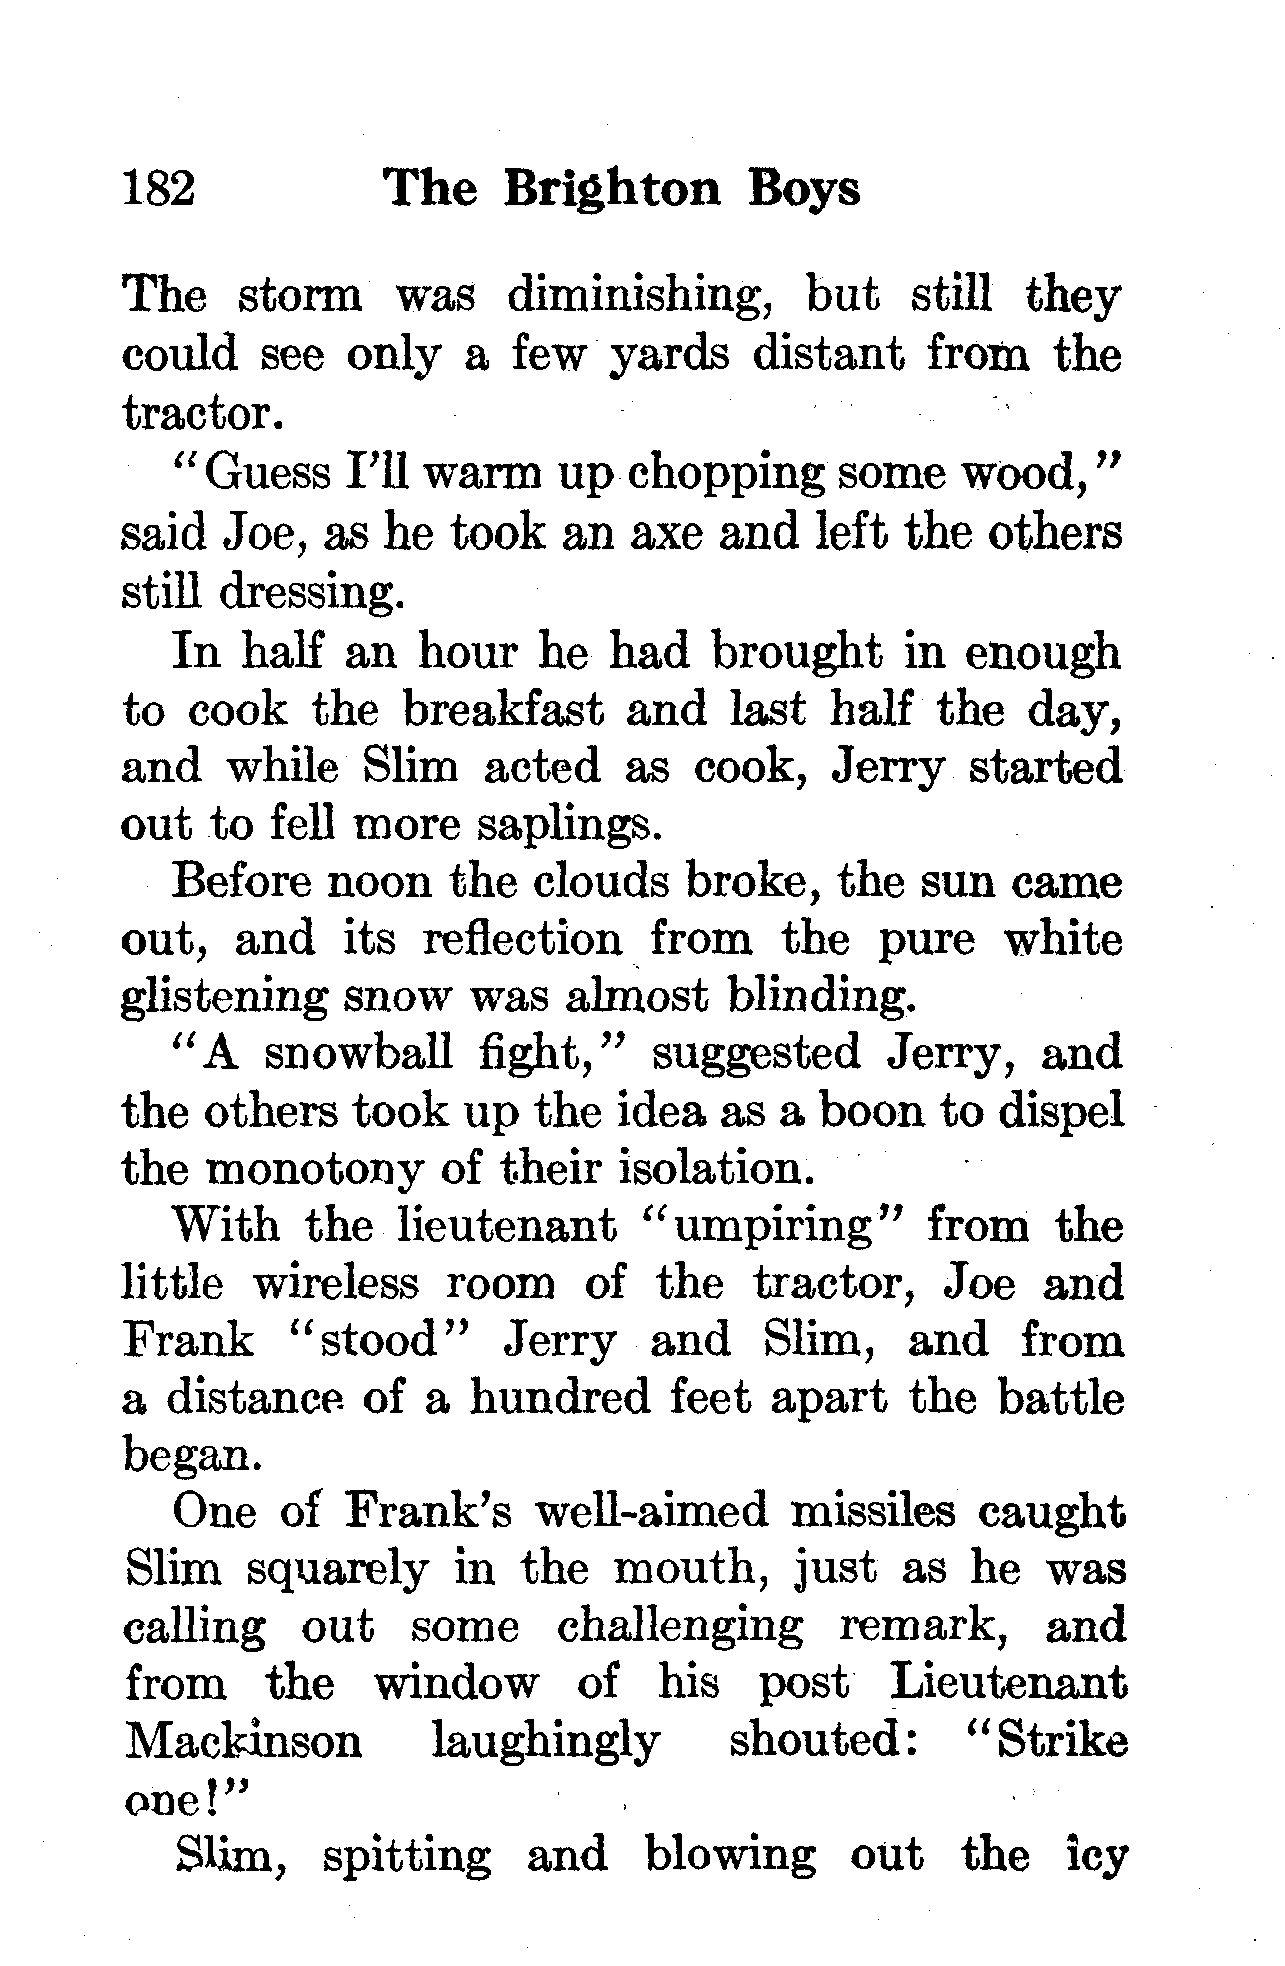 182 The Brighton Boys
The storm was diminishing, but still they
could see only a few yards distant from the
tractor.
"Guess I'll warm up chopping some wood,"
said Joe, as he took an axe and left the others
still dressing.
In half an hour he had brought in enough
to cook the breakfast and last half the day,
and while Slim acted as cook, Jerry started
out to fell more saplings.
Before noon the clouds broke, the sun came
out, and its reflection from the pure white
glistening snow was almost blinding.
"A snowball fight," suggested Jerry, and
the others took up the idea as a boon to dispel
the monotony of their isolation.
With the lieutenant "umpiring" from the
little wireless room of the tractor, Joe and
Frank "stood" Jerry and Slim, and from
a distance of a hundred feet apart the battle
began.
One of Frank's well-aimed missiles caught
Slim squarely in the mouth, just as he was
calling out some challenging remark, and
from the window of his post Lieutenant
Mackinson laughingly shouted: "Strike
one!"
Slim, spitting and blowing out the icy